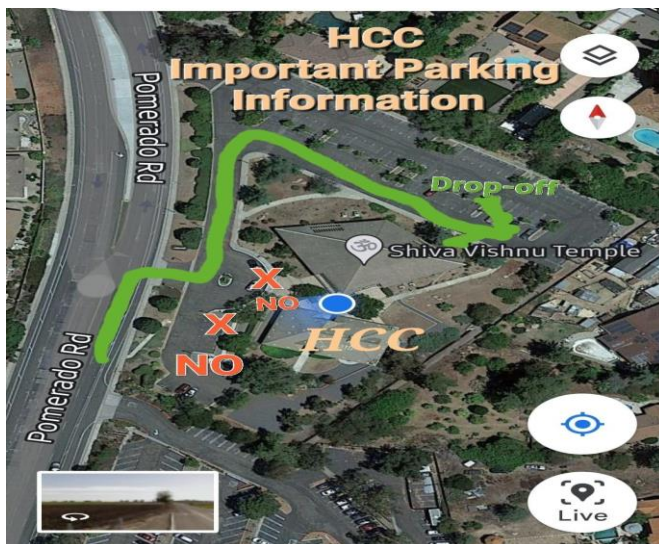 HCC
Important Parking
Information
Pomerado Rd
Drop-off
ॐ
Shiva Vishnu Temple
X
NO
X
NO
HCC
Pomerado Rd
Live